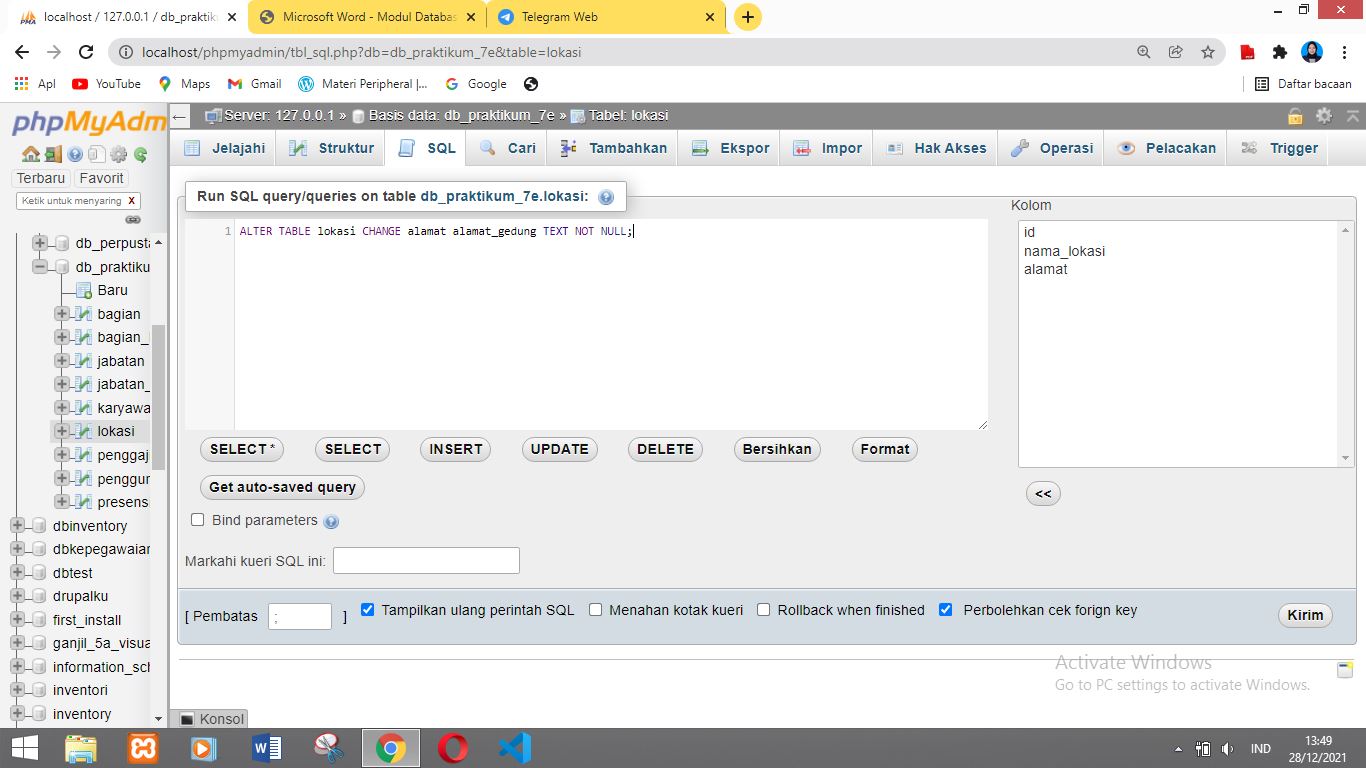 localhost / 127.0.0.1 / db_praktiku
Microsoft Word - Modul Databas
Telegram Web
localhost/phpmyadmin/tbl_sql.php?db=db_praktikum_7e&table=lokasi
Apl YouTube Maps Gmail Materi Peripheral |... Google Daftar bacaan
phpMyAdm
Server: 127.0.0.1 » Basis data: db_praktikum_7e » Tabel: lokasi
Jelajahi Struktur SQL Cari Tambahkan Ekspor Impor Hak Akses Operasi Pelacakan Trigger
Terbaru Favorit
Ketik untuk menyaring X
db_perpusta
db_praktiku
Baru
bagian
bagian_
jabatan
jabatan_
karyawa
lokasi
penggaj
penggun
presensi
dbinventory
dbkepegawaian
dbtest
drupalku
first_install
ganjil_5a_visua
information_sch
inventori
inventory
Run SQL query/queries on table db_praktikum_7e.lokasi:
1 ALTER TABLE lokasi CHANGE alamat alamat_gedung TEXT NOT NULL;
Kolom
id
nama_lokasi
alamat
SELECT * SELECT INSERT UPDATE DELETE Bersihkan Format
Get auto-saved query
<<
Bind parameters
Markahi kueri SQL ini:
[ Pembatas ; ] Tampilkan ulang perintah SQL Menahan kotak kueri Rollback when finished Perbolehkan cek forign key Kirim
Activate Windows
Go to PC settings to activate Windows.
Konsol
IND
13:49
28/12/2021